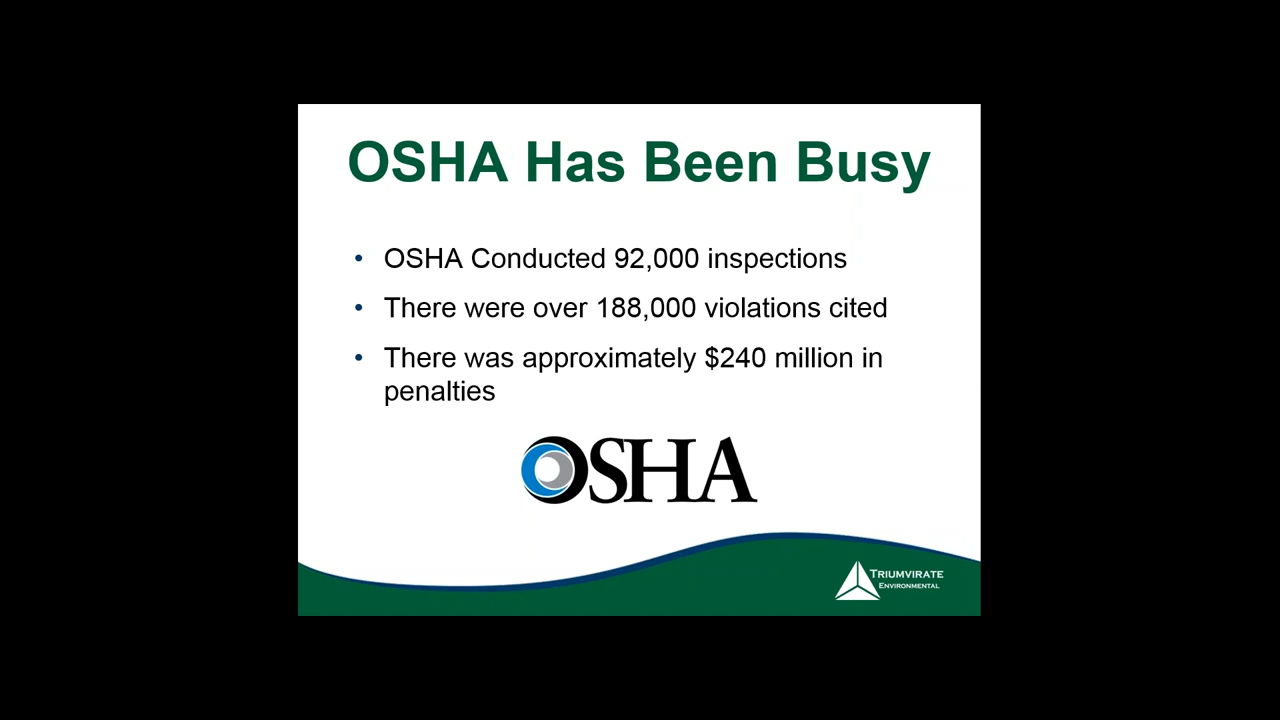 OSHA Has Been Busy
• OSHA Conducted 92,000 inspections
• There were over 188,000 violations cited
• There was approximately $240 million in
penalties
OSHA
TRIUMVIRATE
ENVIRONMENTAL